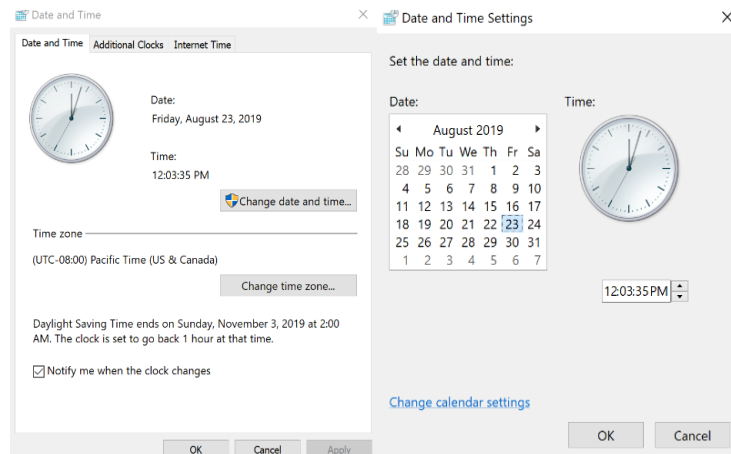 Date and Time
Date and Time Additional Clocks Internet Time
Date:
Friday, August 23, 2019
Time:
12:03:35 PM
Change date and time...
Time zone
(UTC-08:00) Pacific Time (US & Canada)
Change time zone...
Daylight Saving Time ends on Sunday, November 3, 2019 at 2:00
AM. The clock is set to go back 1 hour at that time.
Notify me when the clock changes
OK Cancel Apply
Date and Time Settings
Set the date and time:
Date:
August 2019
Su Mo Tu We Th Fr Sa
28 29 30 31 1 2 3
4 5 6 7 8 9 10
11 12 13 14 15 16 17
18 19 20 21 22 23 24
25 26 27 28 29 30 31
1 2 3 4 5 6 7
Time:
12:03:35 PM
Change calendar settings
OK Cancel